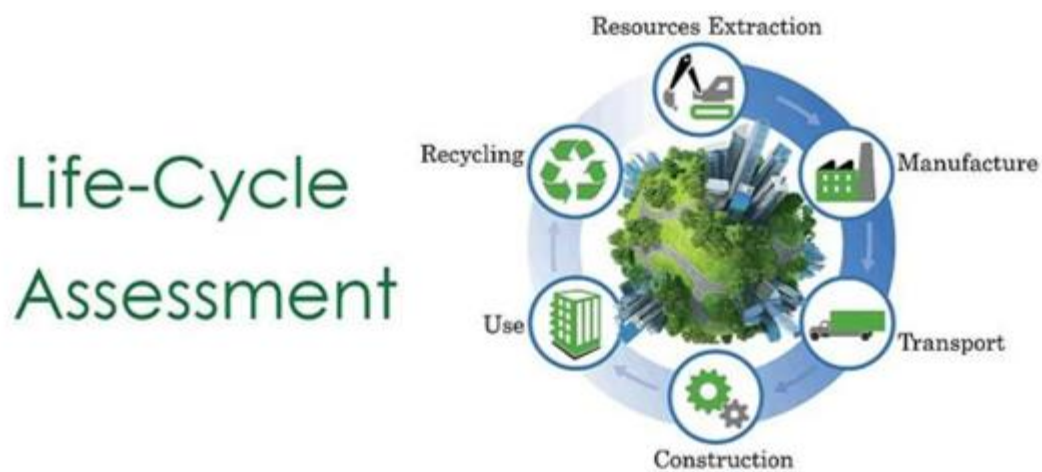 Life-Cycle
Assessment
Resources Extraction
Manufacture
Transport
Construction
Use
Recycling